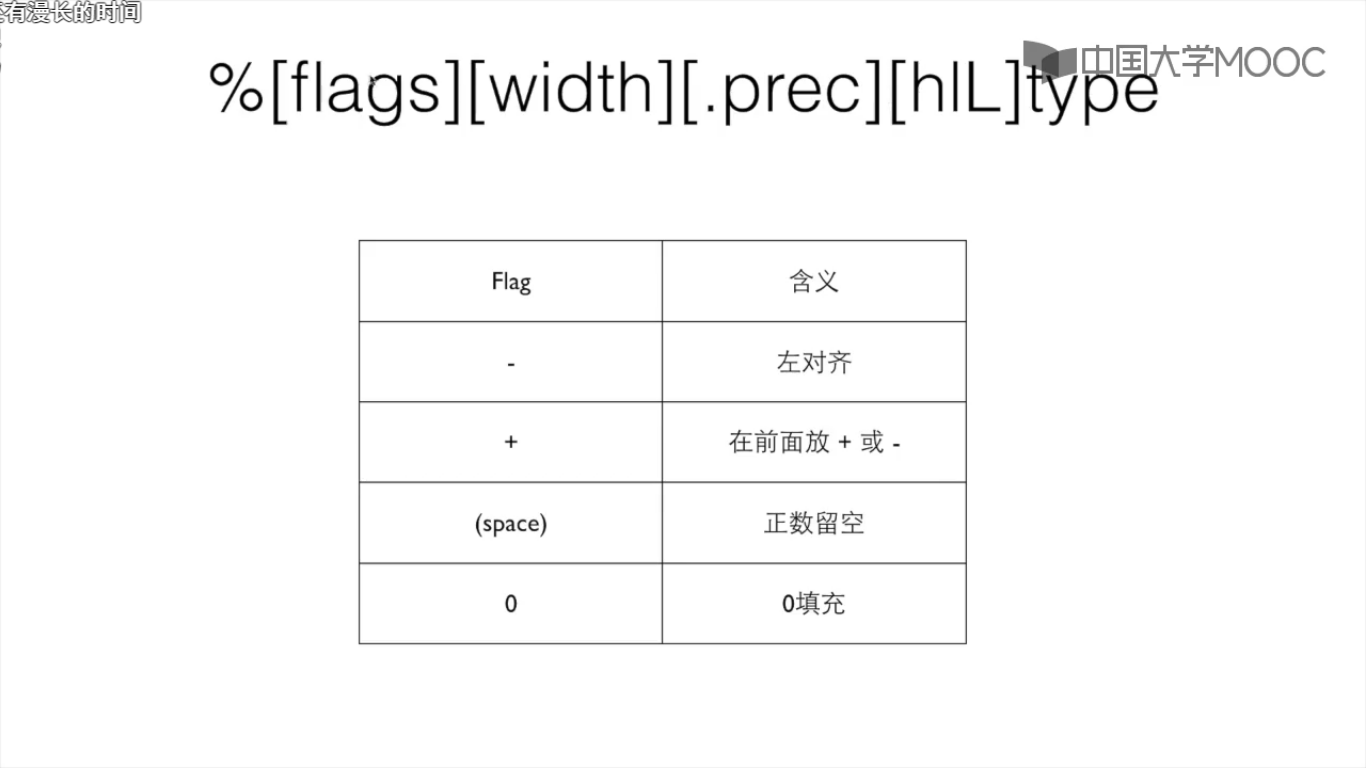 有漫长的时间
中国大学MOOC
%[flags][width][.prec][hlL]type
Flag 含义
- 左对齐
+ 在前面放 + 或 -
(space) 正数留空
0 0填充